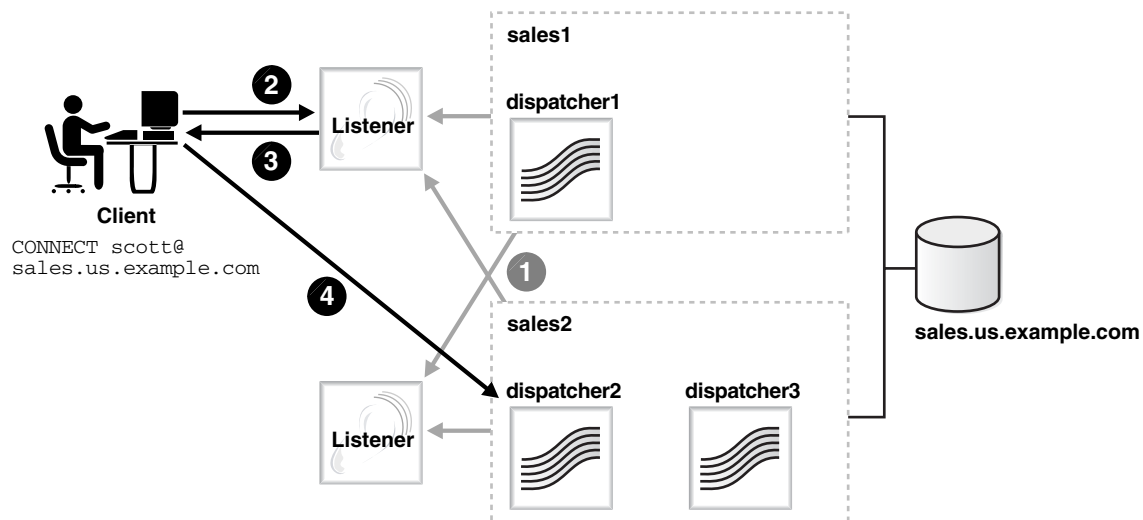 sales1
2
dispatcher1
Listener
3
Client
CONNECT scott@
sales.us.example.com
1
4
sales2
sales.us.example.com
dispatcher2
dispatcher3
Listener